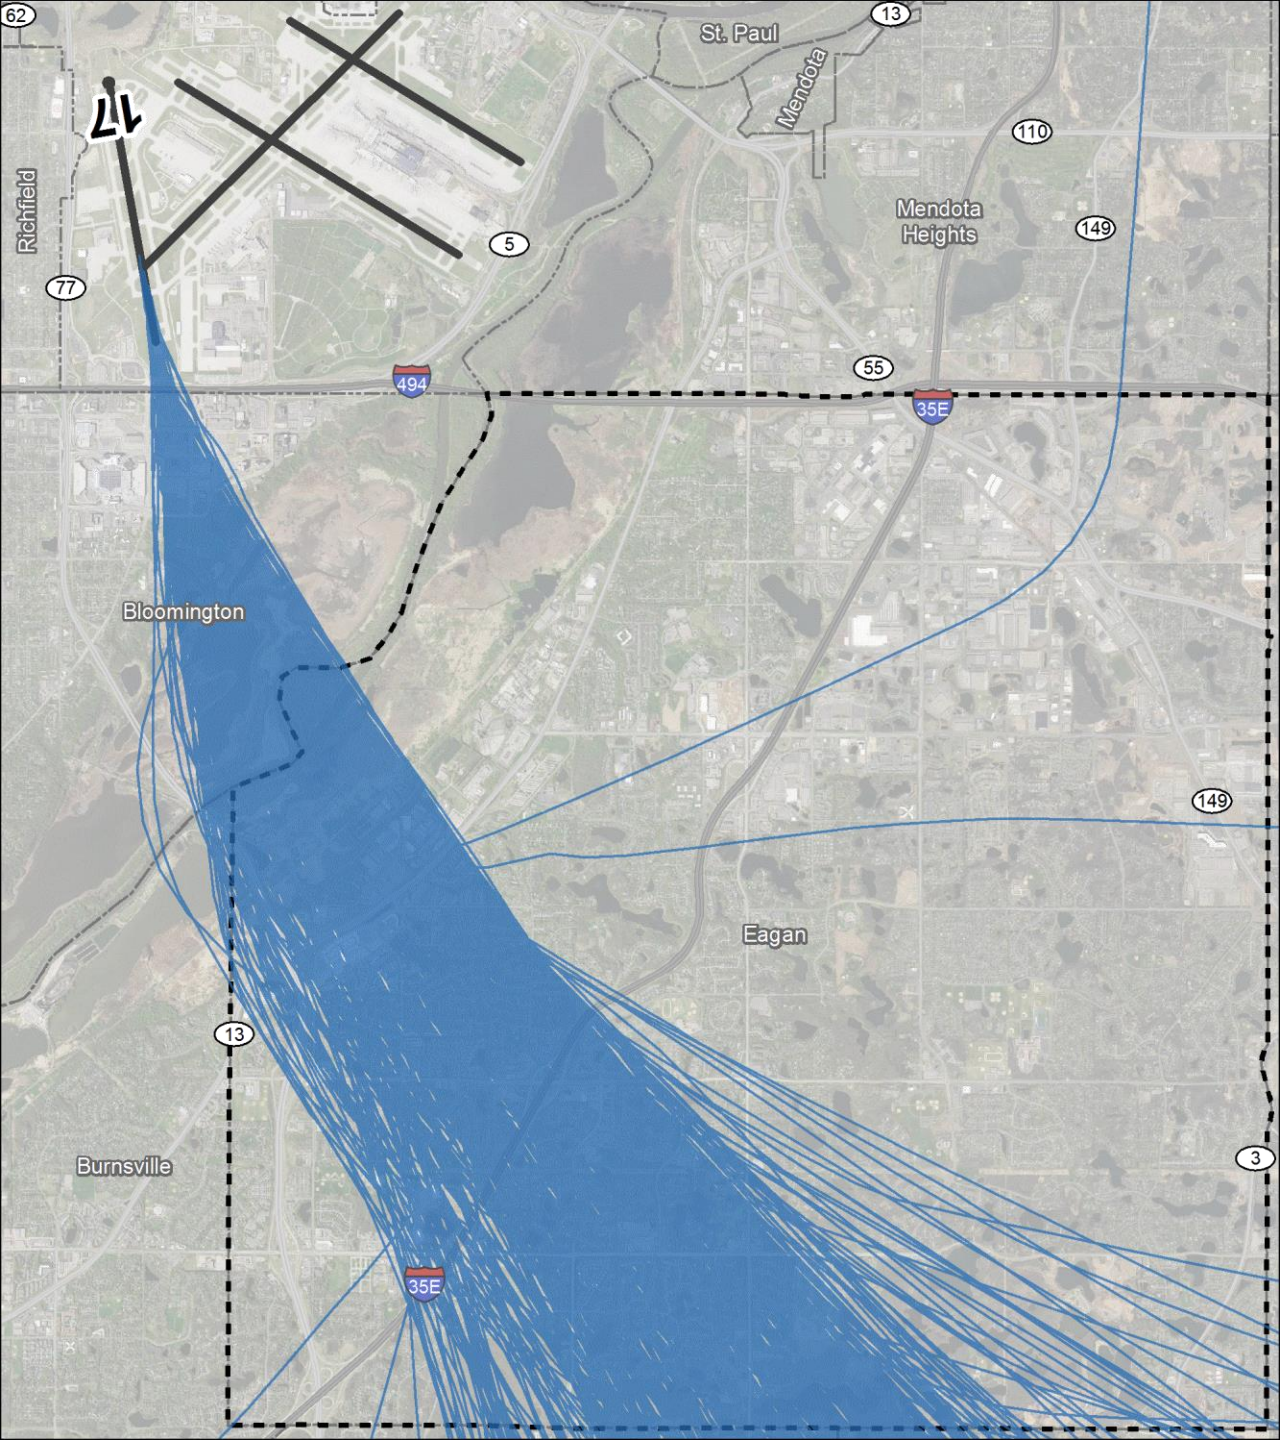 62
13
St. Paul
Mendota
17
110
Richfield
Mendota
Heights
149
5
77
55
494
35E
Bloomington
149
Eagan
13
Burnsville
3
35E